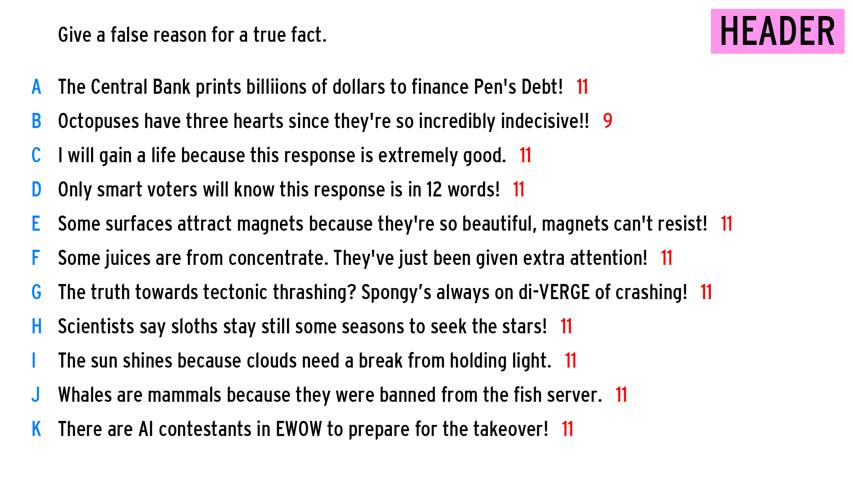 Give a false reason for a true fact.
HEADER
A The Central Bank prints billiions of dollars to finance Pen's Debt! 11
B Octopuses have three hearts since they're so incredibly indecisive!! 9
C I will gain a life because this response is extremely good. 11
D Only smart voters will know this response is in 12 words! 11
E Some surfaces attract magnets because they're so beautiful, magnets can't resist! 11
F Some juices are from concentrate. They've just been given extra attention! 11
G The truth towards tectonic thrashing? Spongy’s always on di-VERGE of crashing! 11
H Scientists say sloths stay still some seasons to seek the stars! 11
I The sun shines because clouds need a break from holding light. 11
J Whales are mammals because they were banned from the fish server. 11
K There are AI contestants in EWOW to prepare for the takeover! 11